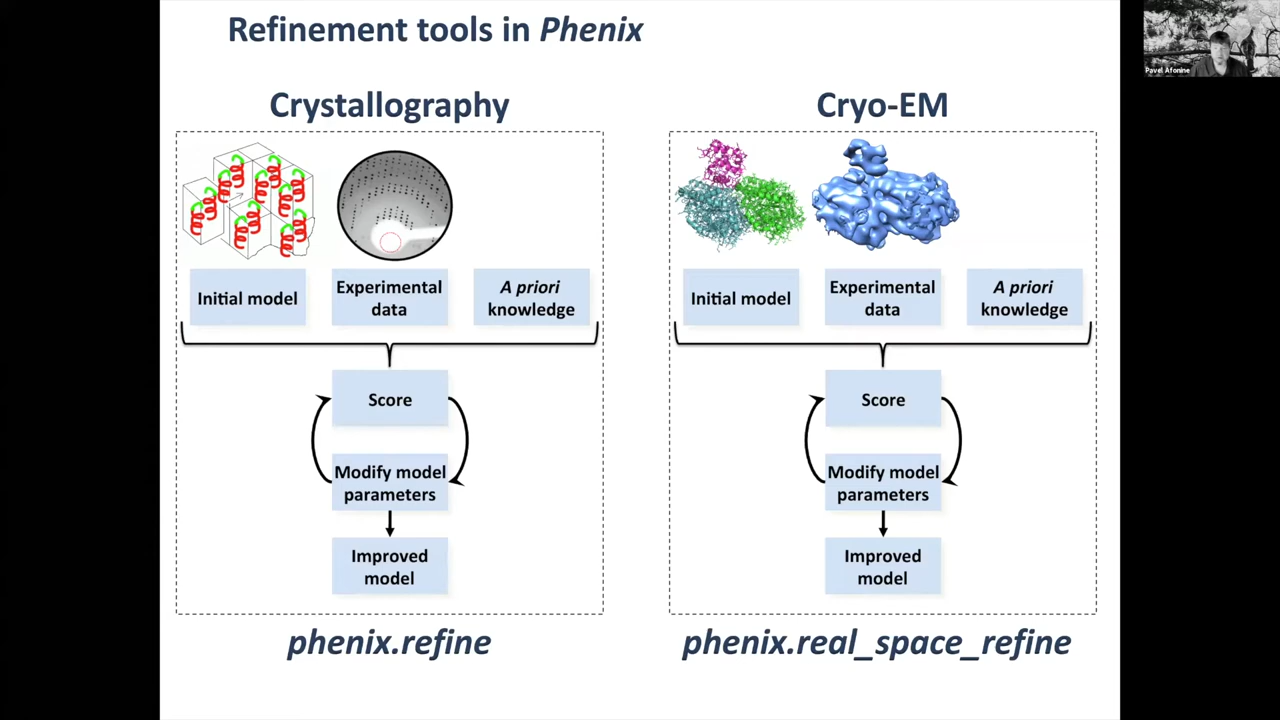 Refinement tools in Phenix
Pavel Afonine
Crystallography
Initial model
Experimental
data
A priori
knowledge
Score
Modify model
parameters
Improved
model
phenix.refine
Cryo-EM
Initial model
Experimental
data
A priori
knowledge
Score
Modify model
parameters
Improved
model
phenix.real_space_refine